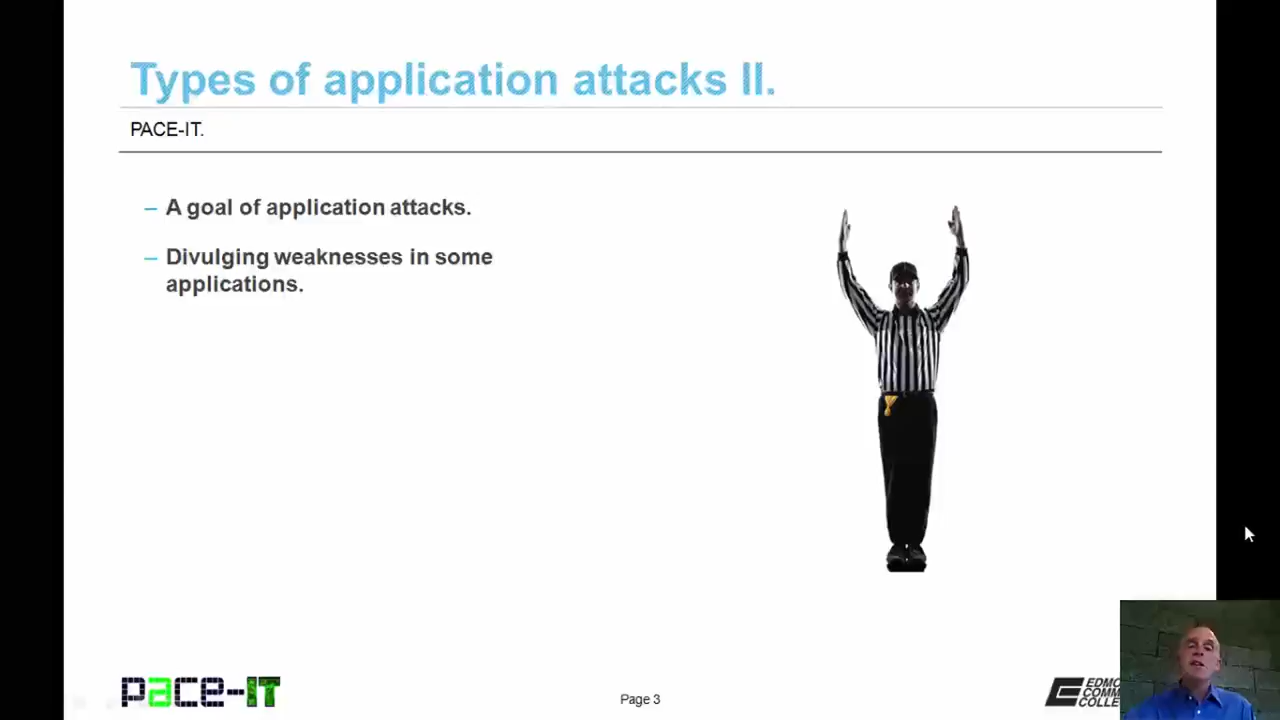 Types of application attacks II.
PACE-IT.
– A goal of application attacks.
– Divulging weaknesses in some
applications.
pace-IT
Page 3